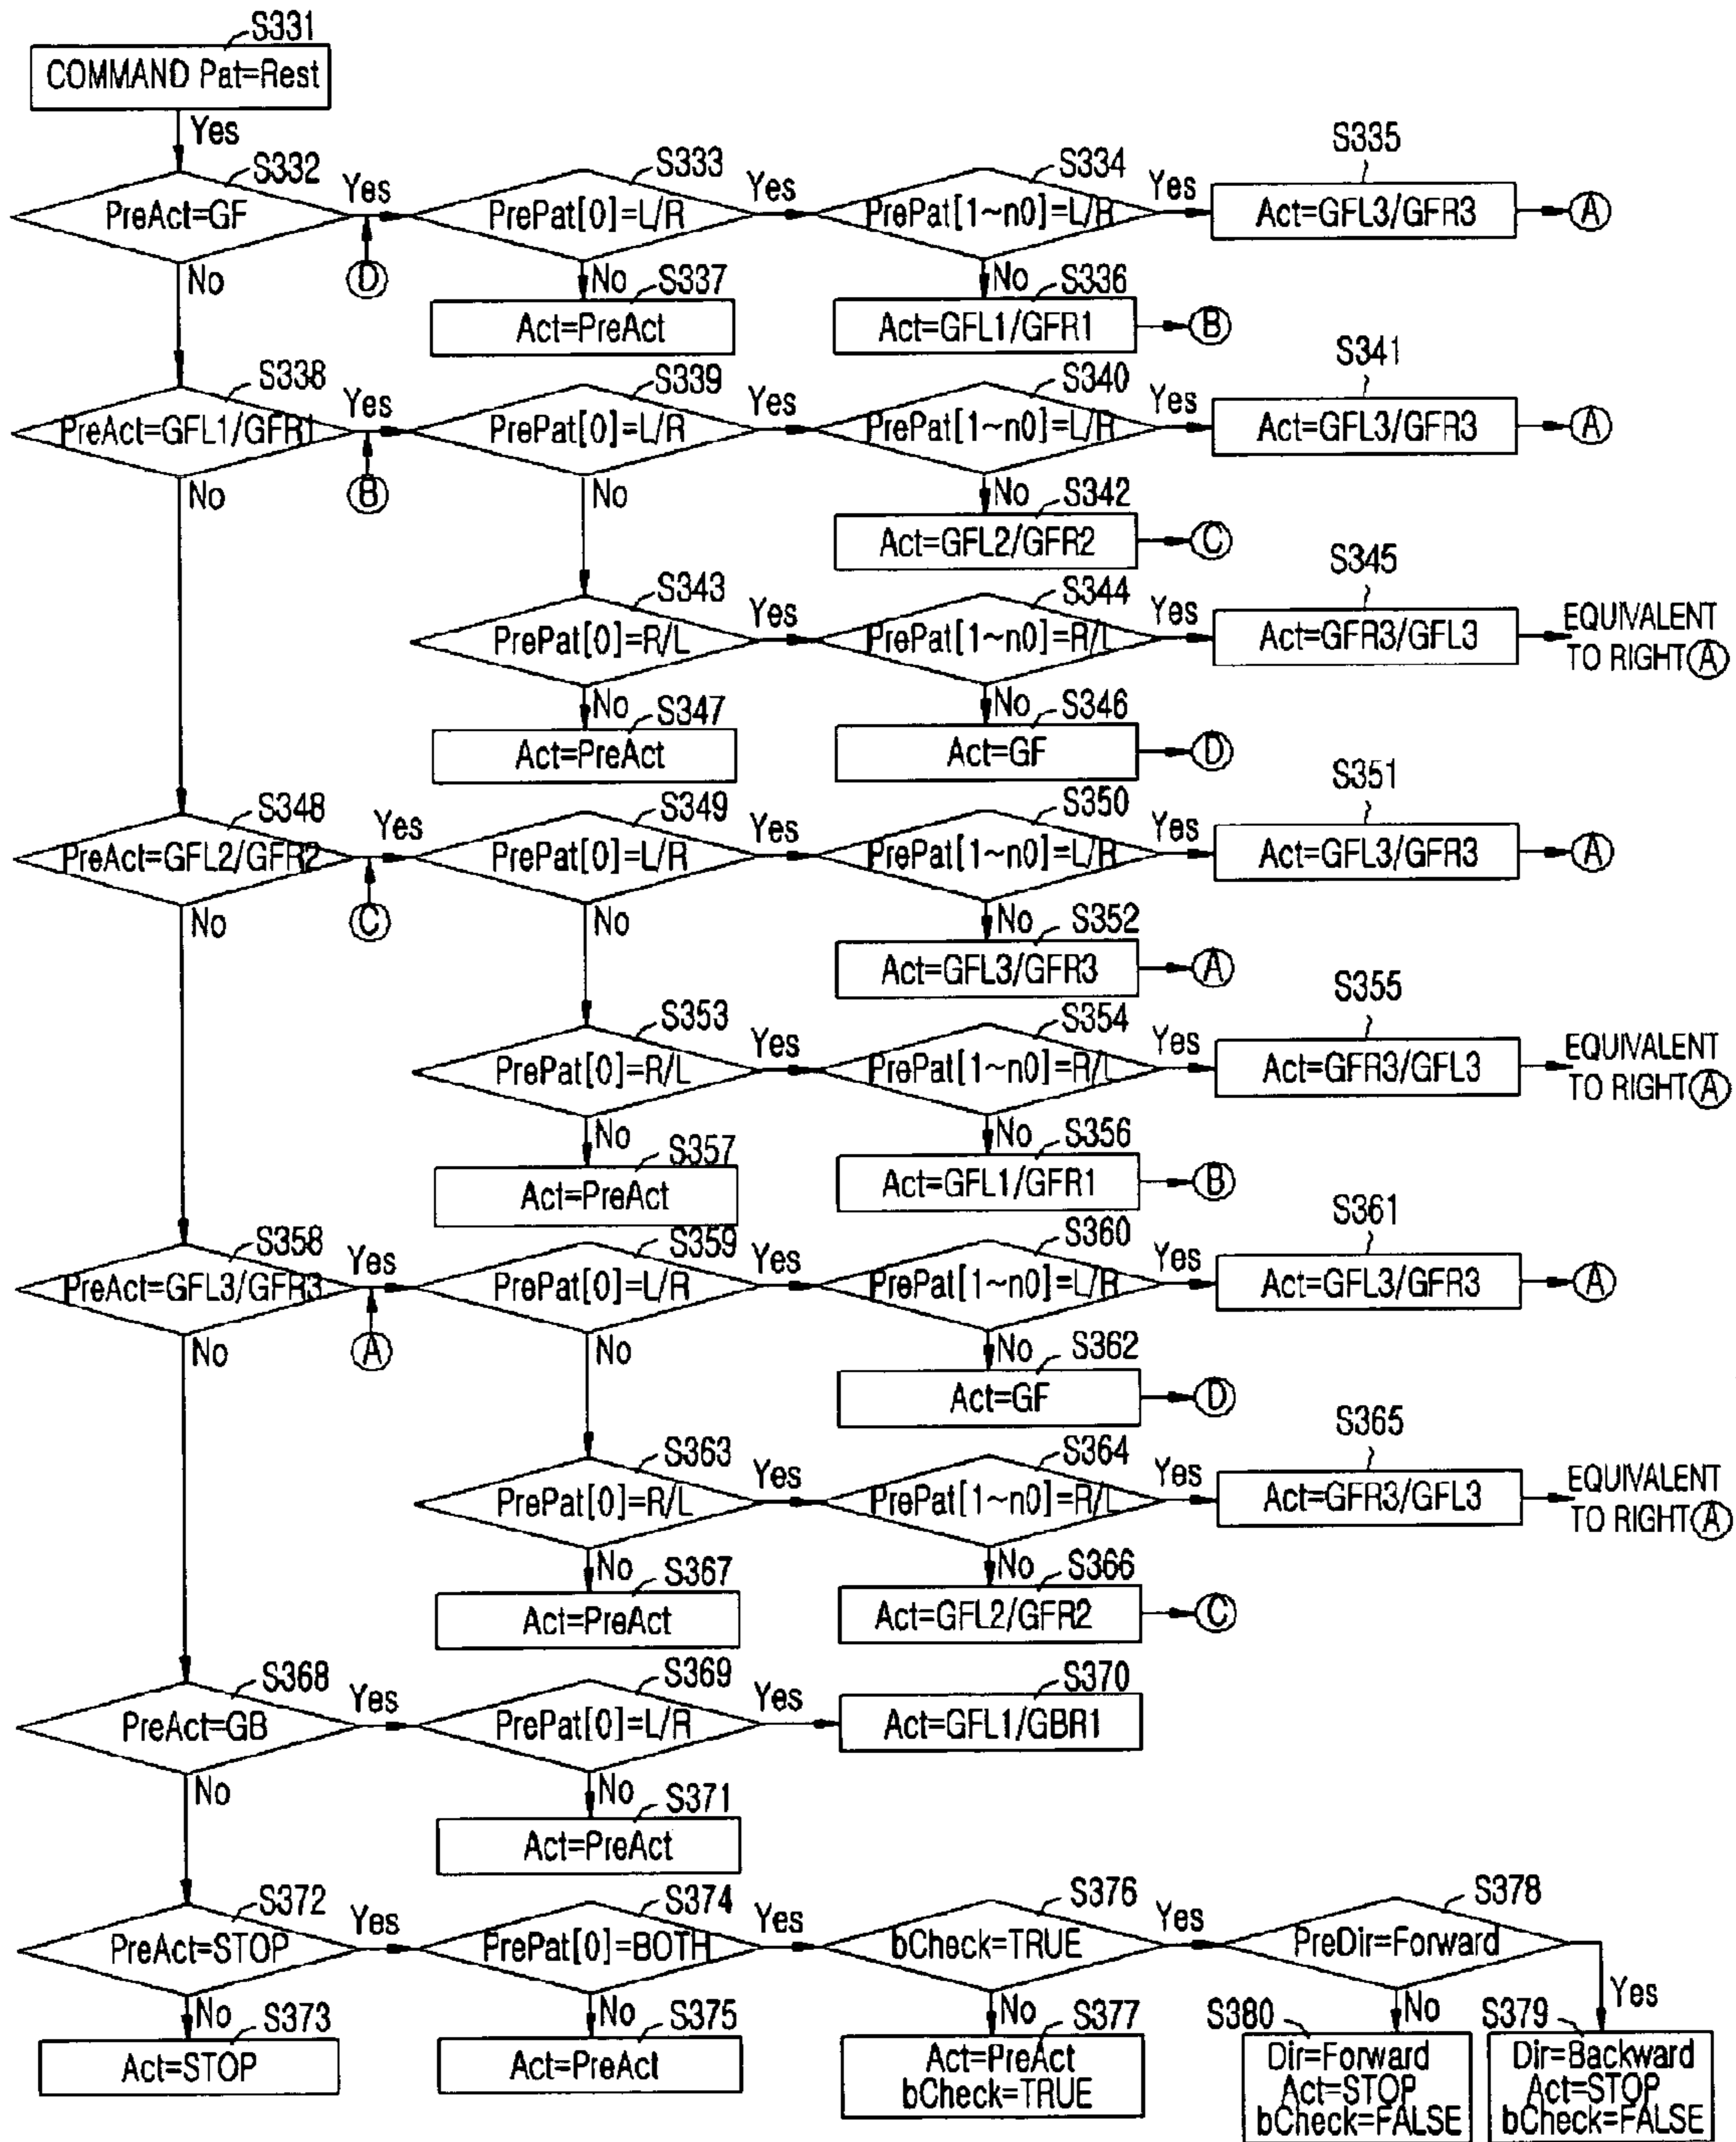 S331
COMMAND Pat=Rest
Yes
S332
PreAct=GF
Yes
D
No
S333
PrePat[0]=L/R
Yes
S334
PrePat[1~n0]=L/R
Yes
S335
Act=GFL3/GFR3
A
No
S337
Act=PreAct
No
S336
Act=GFL1/GFR1
B
S338
PreAct=GFL1/GFR1
Yes
B
No
S339
PrePat[0]=L/R
Yes
S340
PrePat[1~n0]=L/R
Yes
S341
Act=GFL3/GFR3
A
No
No
S342
Act=GFL2/GFR2
C
S343
PrePat[0]=R/L
Yes
S344
PrePat[1~n0]=R/L
Yes
S345
Act=GFR3/GFL3
EQUIVALENT
TO RIGHT A
No
S347
Act=PreAct
No
S346
Act=GF
D
S348
PreAct=GFL2/GFR2
Yes
C
No
S349
PrePat[0]=L/R
Yes
S350
PrePat[1~n0]=L/R
Yes
S351
Act=GFL3/GFR3
A
No
No
S352
Act=GFL3/GFR3
A
S353
PrePat[0]=R/L
Yes
S354
PrePat[1~n0]=R/L
Yes
S355
Act=GFR3/GFL3
EQUIVALENT
TO RIGHT A
No
S357
Act=PreAct
No
S356
Act=GFL1/GFR1
B
S358
PreAct=GFL3/GFR3
Yes
A
No
S359
PrePat[0]=L/R
Yes
S360
PrePat[1~n0]=L/R
Yes
S361
Act=GFL3/GFR3
A
No
No
S362
Act=GF
D
S363
PrePat[0]=R/L
Yes
S364
PrePat[1~n0]=R/L
Yes
S365
Act=GFR3/GFL3
EQUIVALENT
TO RIGHT A
No
S367
Act=PreAct
No
S366
Act=GFL2/GFR2
C
S368
PreAct=GB
Yes
No
S369
PrePat[0]=L/R
Yes
S370
Act=GFL1/GBR1
No
S371
Act=PreAct
S372
PreAct=STOP
Yes
S374
PrePat[0]=BOTH
Yes
S376
bCheck=TRUE
Yes
S378
PreDir=Forward
No
S373
Act=STOP
No
S375
Act=PreAct
No
S377
Act=PreAct
bCheck=TRUE
No
S380
Dir=Forward
Act=STOP
bCheck=FALSE
Yes
S379
Dir=Backward
Act=STOP
bCheck=FALSE